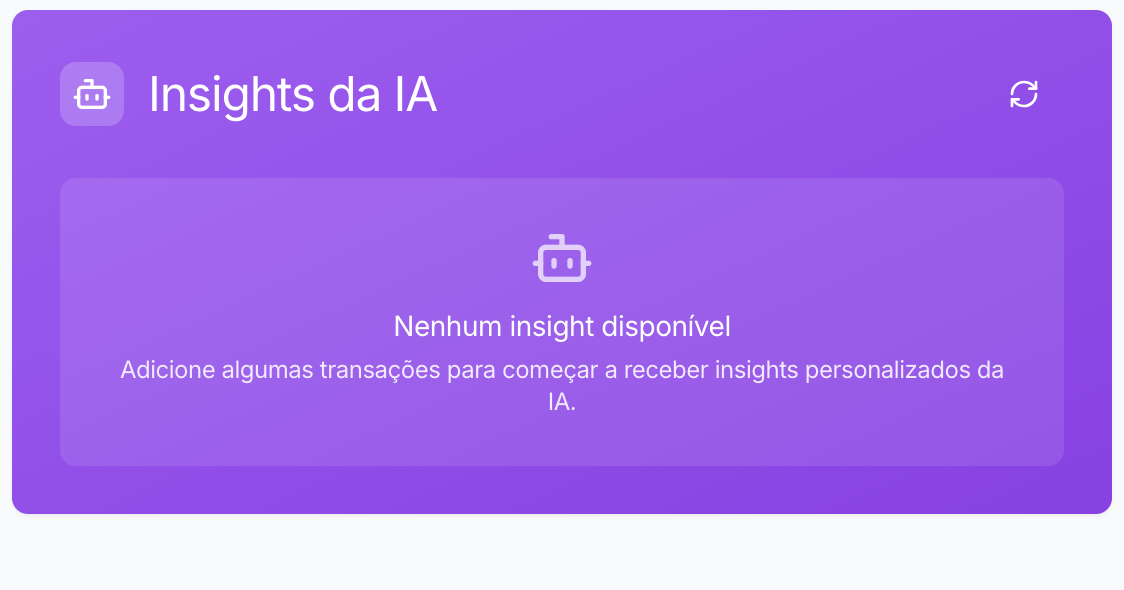 Insights da IA
Nenhum insight disponível
Adicione algumas transações para começar a receber insights personalizados da
IA.